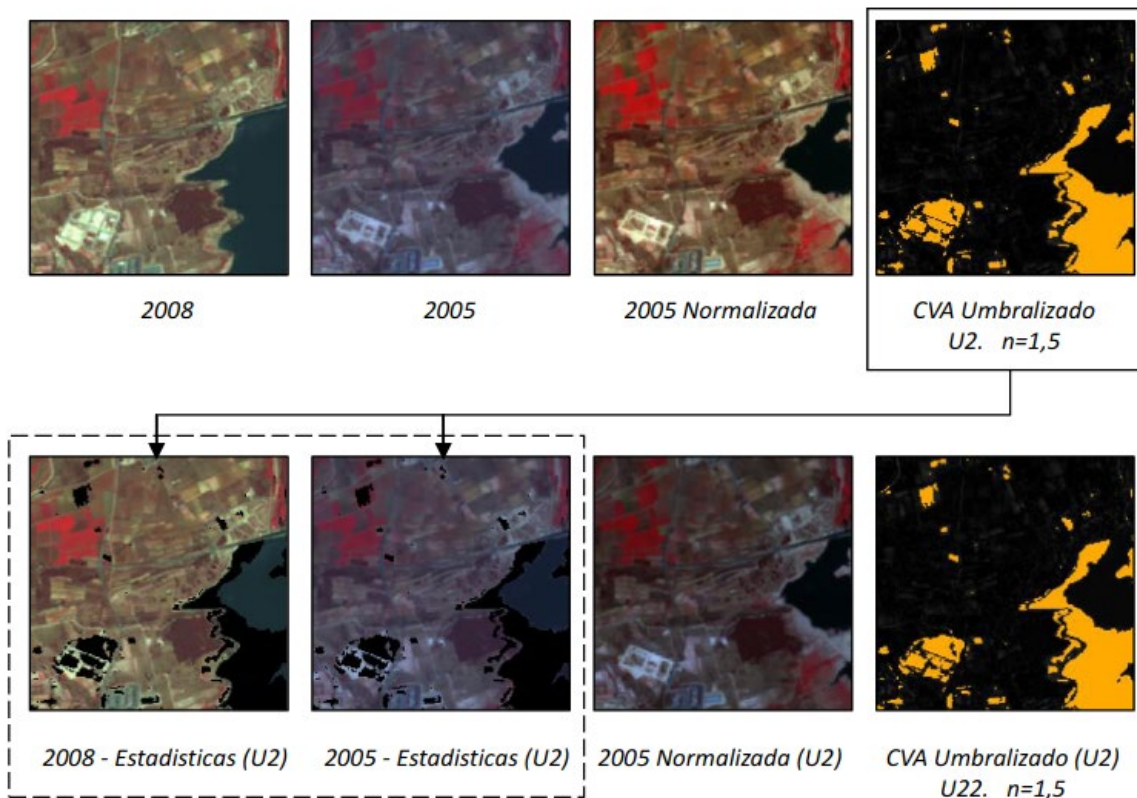 2008
2005
2005 Normalizada
CVA Umbralizado
U2. n=1,5
2008 - Estadisticas (U2)
2005 - Estadisticas (U2)
2005 Normalizada (U2)
CVA Umbralizado (U2)
U22. n=1,5